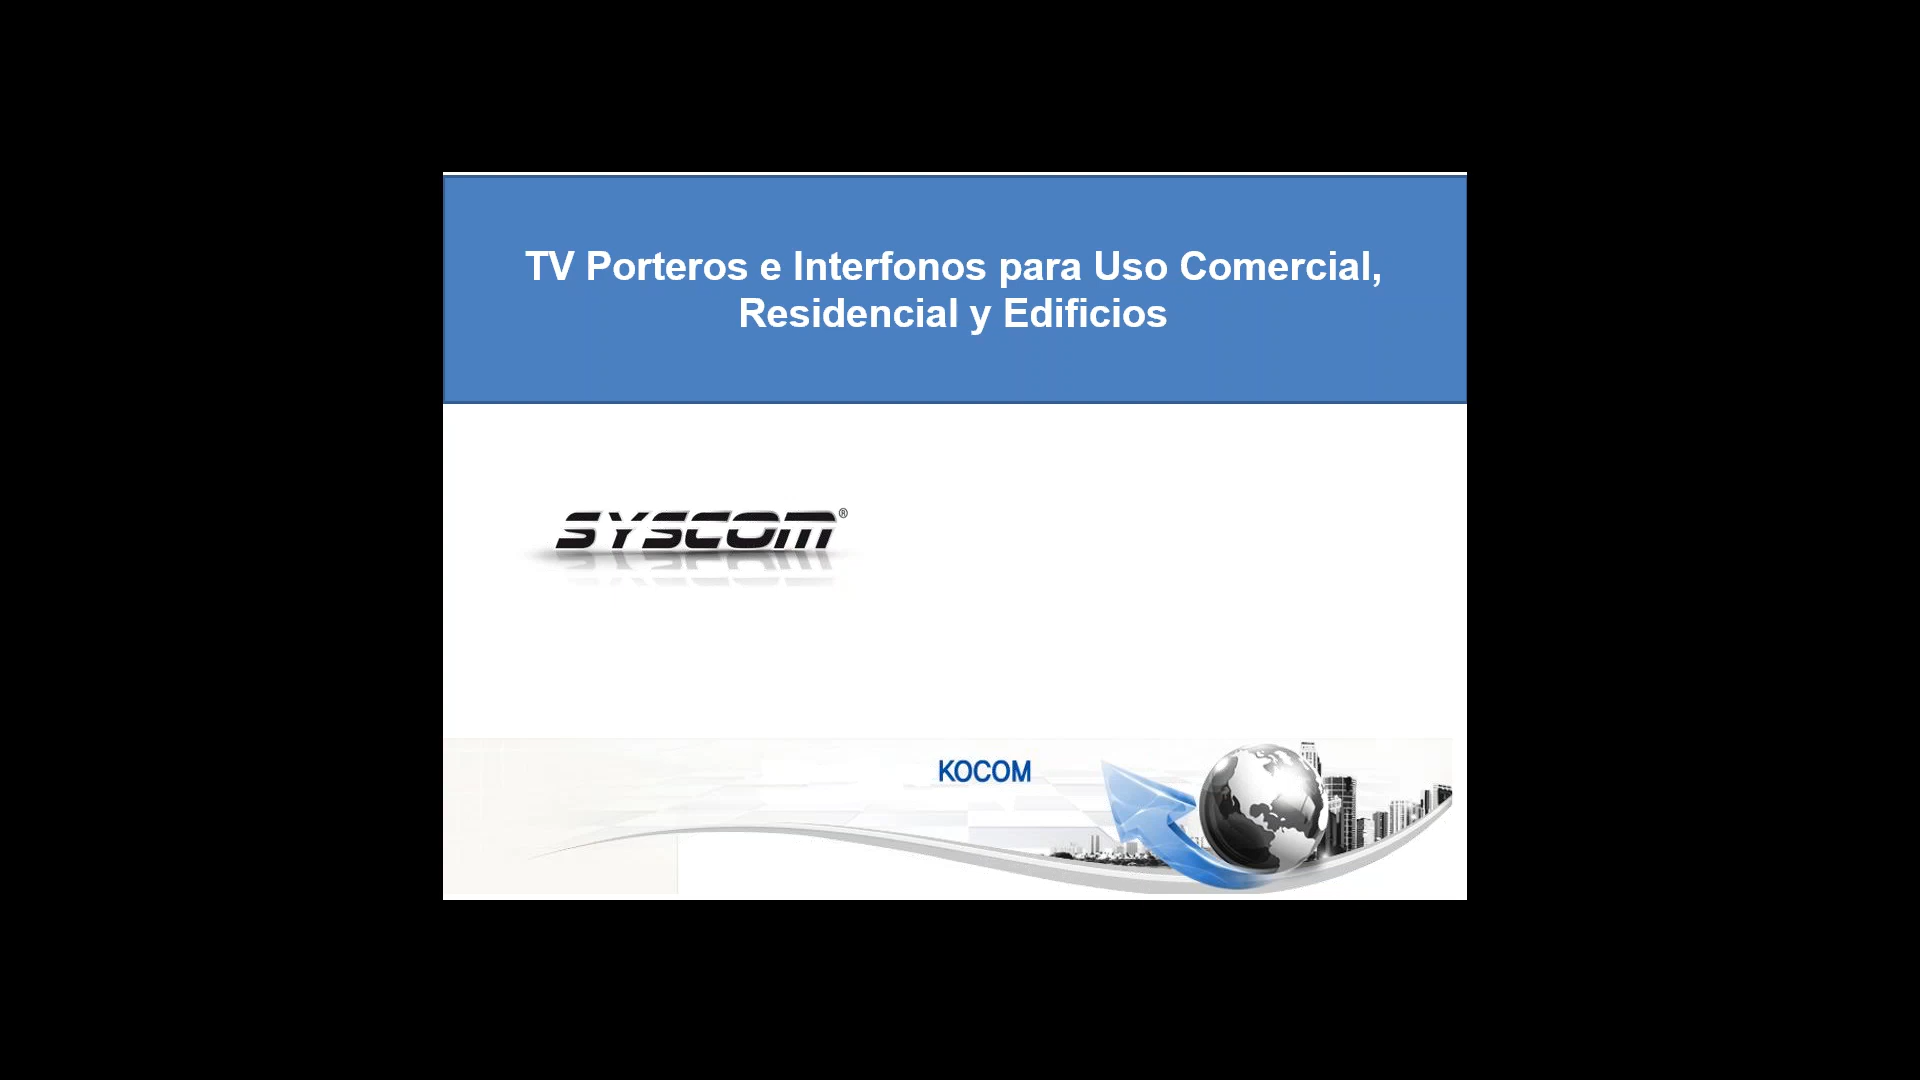 TV Porteros e Interfonos para Uso Comercial,
Residencial y Edificios
SYSCOM®
KOCOM